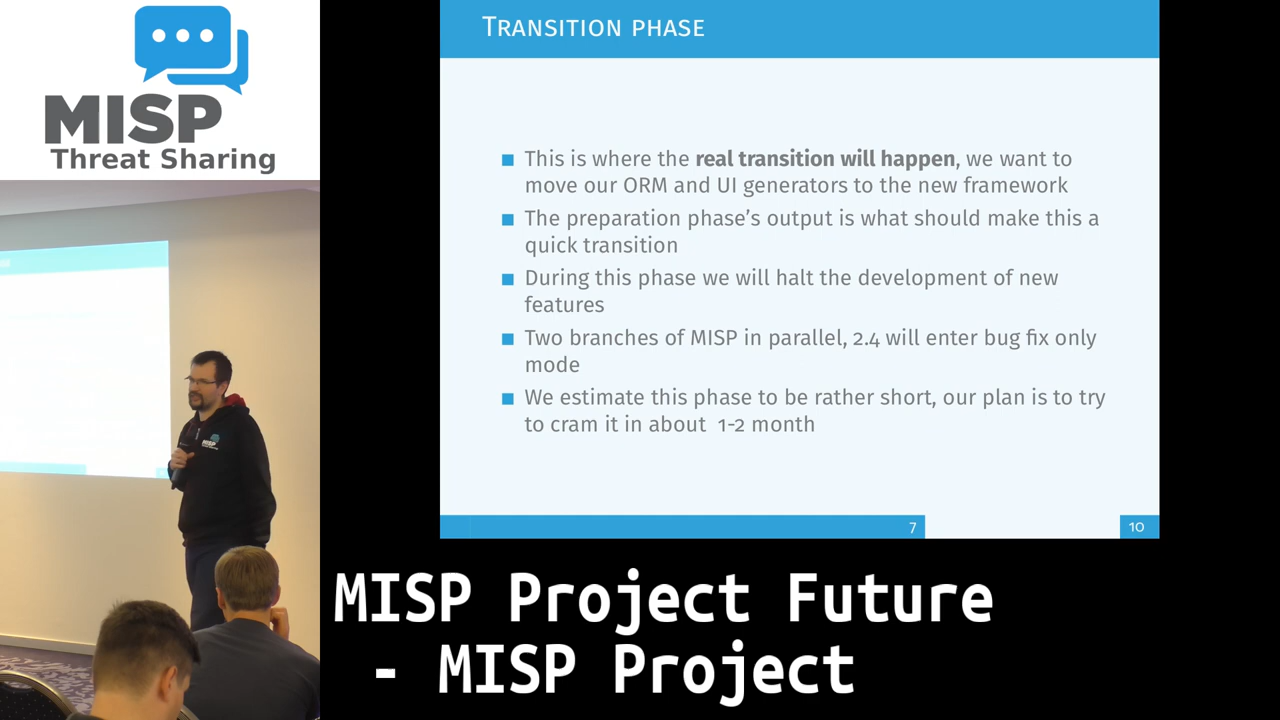 MISP
Threat Sharing
TRANSITION PHASE
This is where the real transition will happen, we want to
move our ORM and UI generators to the new framework
The preparation phase's output is what should make this a
quick transition
During this phase we will halt the development of new
features
Two branches of MISP in parallel, 2.4 will enter bug fix only
mode
We estimate this phase to be rather short, our plan is to try
to cram it in about 1-2 month
7
10
MISP
MISP Project Future
- MISP Project